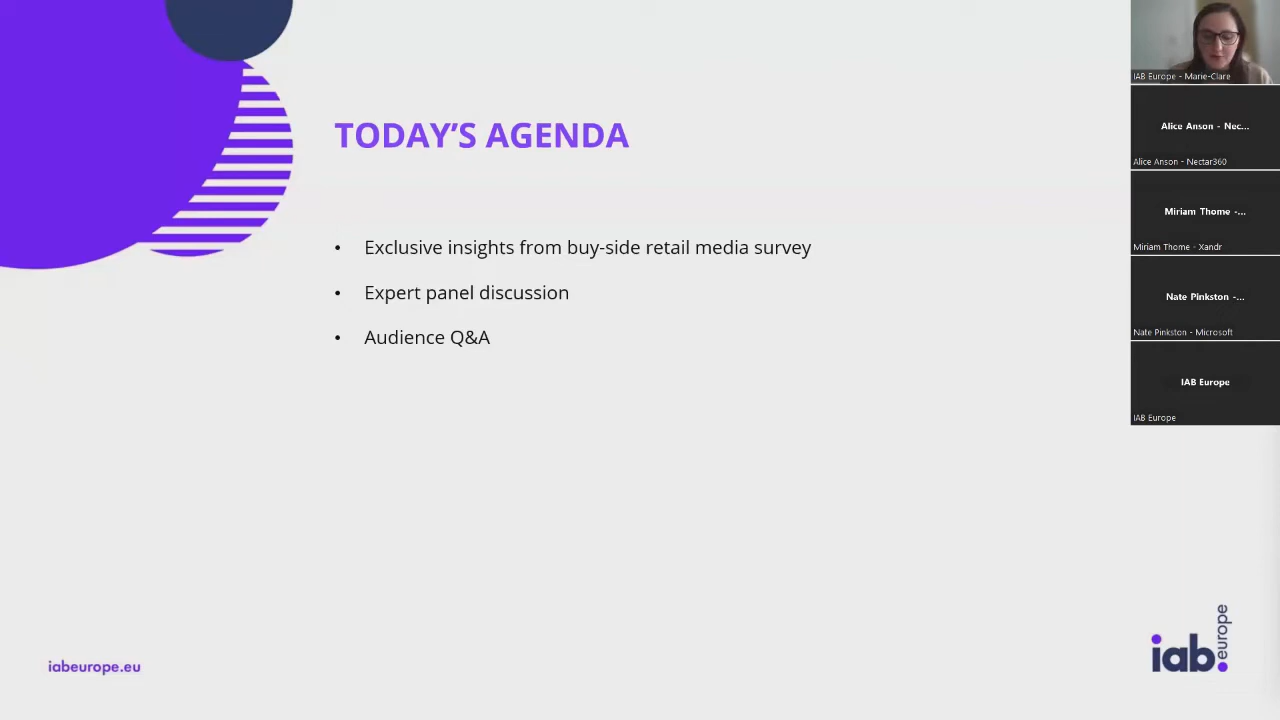 TODAY'S AGENDA
• Exclusive insights from buy-side retail media survey
• Expert panel discussion
• Audience Q&A
IAB Europe - Marie-Clare
Alice Anson - Nec...
Alice Anson - Nectar360
Miriam Thome -...
Miriam Thome - Xandr
Nate Pinkston -...
Nate Pinkston - Microsoft
IAB Europe
IAB Europe
iabeurope.eu
iab.
europe